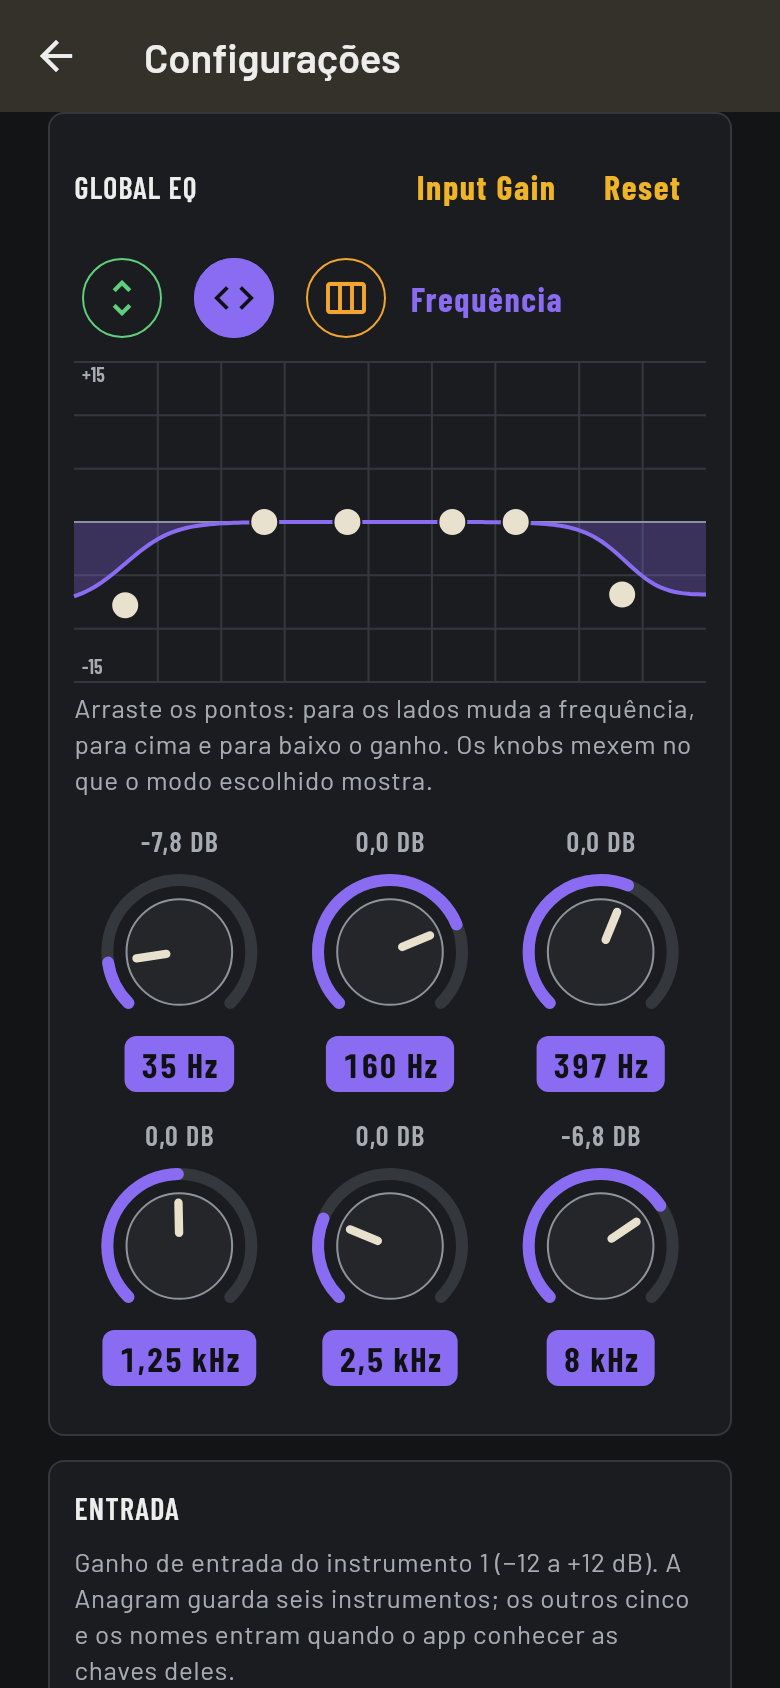 Configurações
GLOBAL EQ Input Gain Reset
Frequência
+15
-15
Arraste os pontos: para os lados muda a frequência,
para cima e para baixo o ganho. Os knobs mexem no
que o modo escolhido mostra.
-7,8 DB 0,0 DB 0,0 DB
35 Hz 160 Hz 397 Hz
0,0 DB 0,0 DB -6,8 DB
1,25 kHz 2,5 kHz 8 kHz
ENTRADA
Ganho de entrada do instrumento 1 (−12 a +12 dB). A
Anagram guarda seis instrumentos; os outros cinco
e os nomes entram quando o app conhecer as
chaves deles.